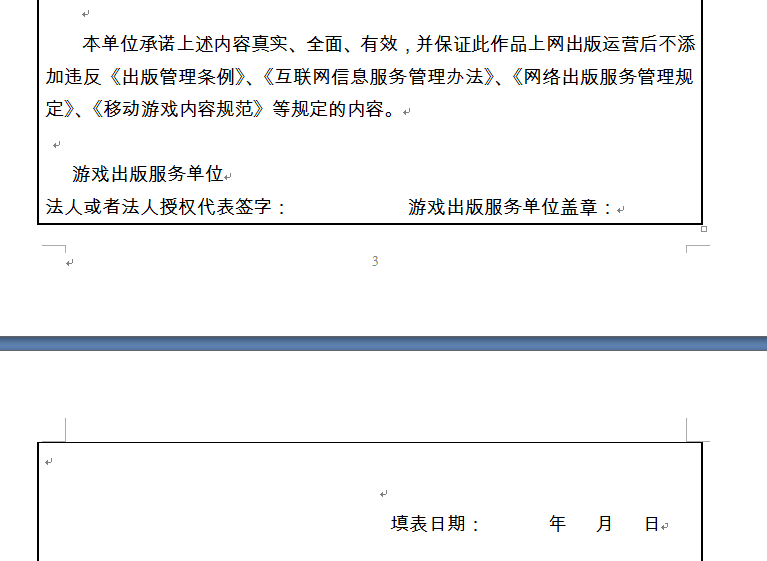 本单位承诺上述内容真实、全面、有效，并保证此作品上网出版运营后不添
加违反《出版管理条例》、《互联网信息服务管理办法》、《网络出版服务管理规
定》、《移动游戏内容规范》等规定的内容。
游戏出版服务单位
法人或者法人授权代表签字： 游戏出版服务单位盖章：
3
填表日期： 年 月 日